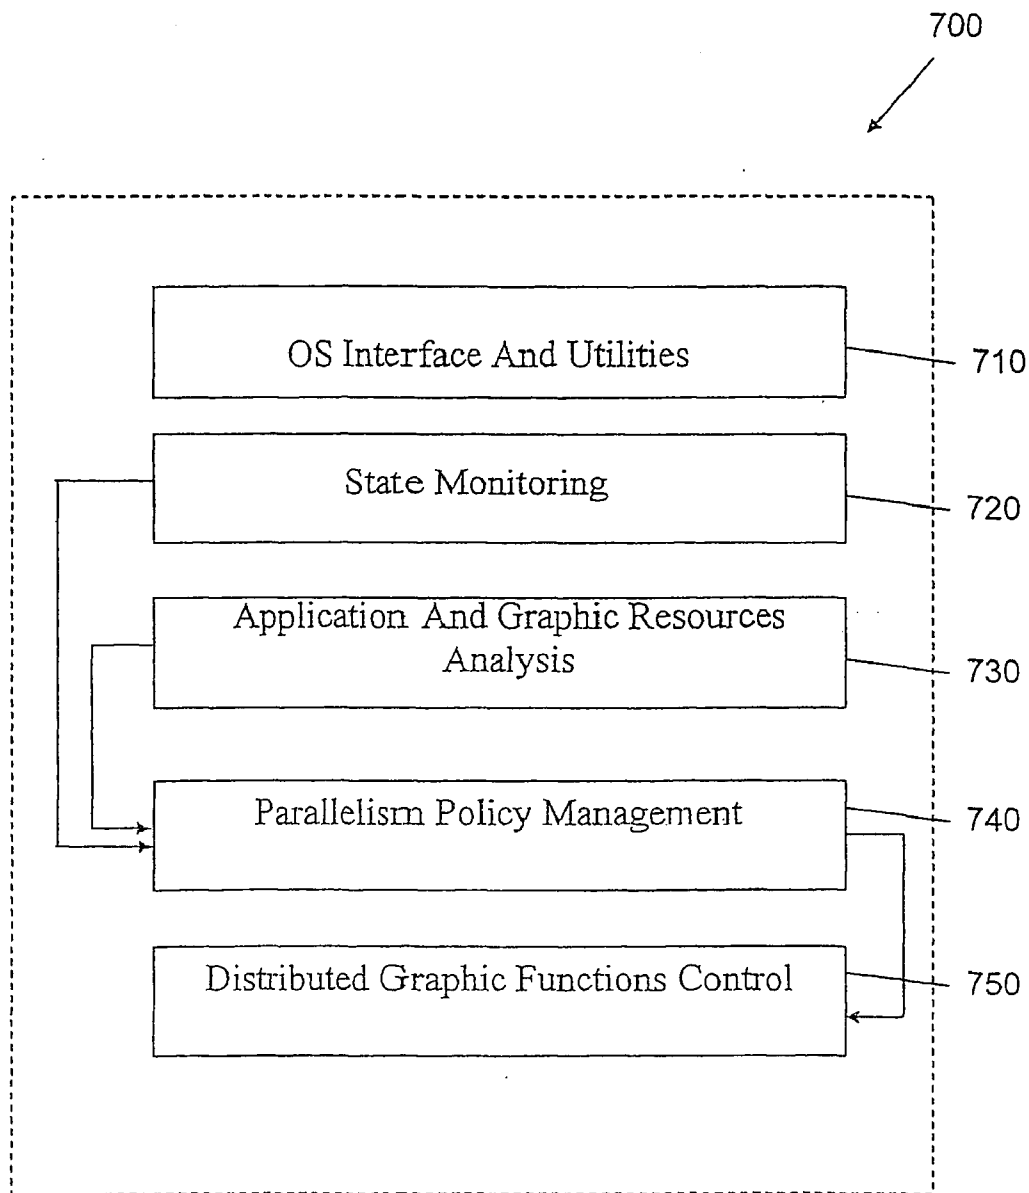 700
OS Interface And Utilities
710
State Monitoring
720
Application And Graphic Resources
Analysis
730
Parallelism Policy Management
740
Distributed Graphic Functions Control
750